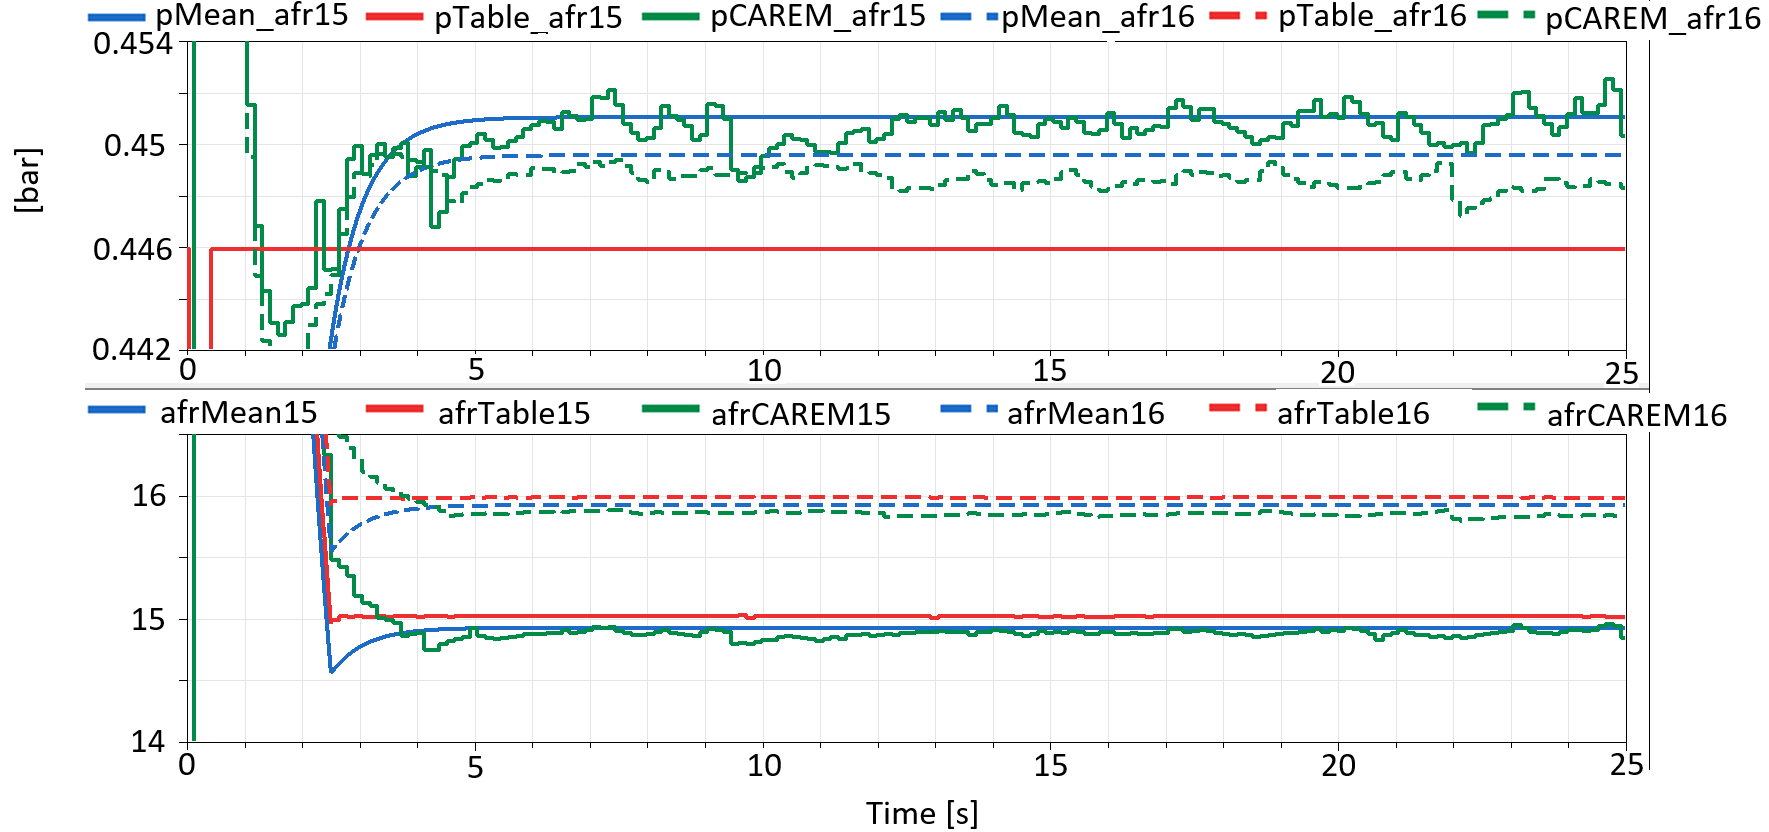 pMean_afr15 pTable_afr15 pCAREM_afr15 pMean_afr16 pTable_afr16 pCAREM_afr16
0.454
0.45
0.446
0.442
[bar]
0 5 10 15 20 25
afrMean15 afrTable15 afrCAREM15 afrMean16 afrTable16 afrCAREM16
16
15
14
0 5 10 15 20 25
Time [s]